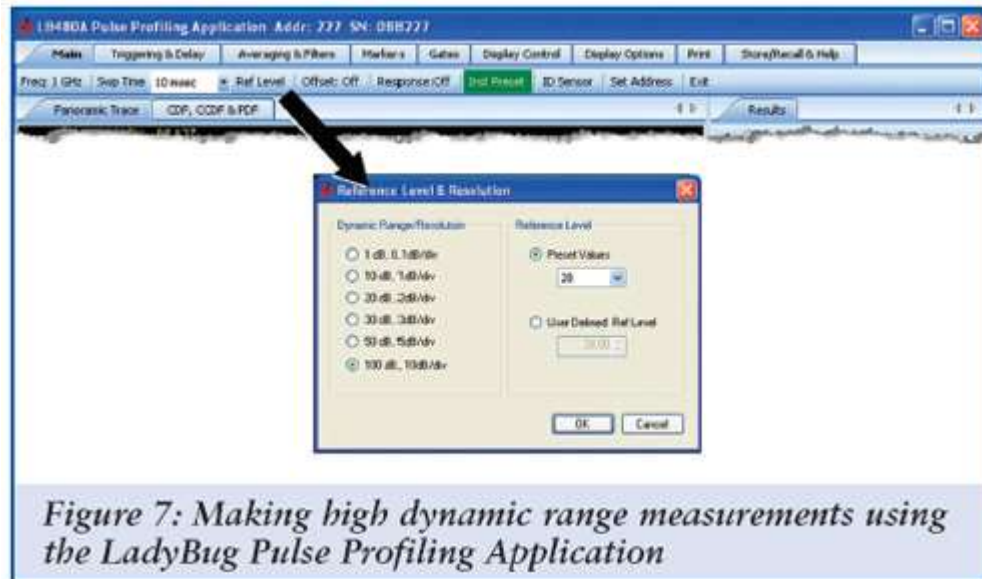 LB480A Pulse Profiling Application Addr: 777 SN: 088777
Main Triggering & Delay Averaging & Filters Markers Gates Display Control Display Options Print Store/Recall & Help
Freq: 1 GHz Swp Time 10 msec Ref Level Offset: Off Response:Off Inst Preset ID Sensor Set Address Exit
Panoramic Trace CDF, CCDF & PDF Results
Reference Level & Resolution
Dynamic Range/Resolution Reference Level
1 dB, 0.1dB/div Preset Values
10 dB, 1dB/div 20
20 dB, 2dB/div
30 dB, 3dB/div User Defined Ref Level
50 dB, 5dB/div 20.00
100 dB, 10dB/div
OK Cancel
Figure 7: Making high dynamic range measurements using
the LadyBug Pulse Profiling Application